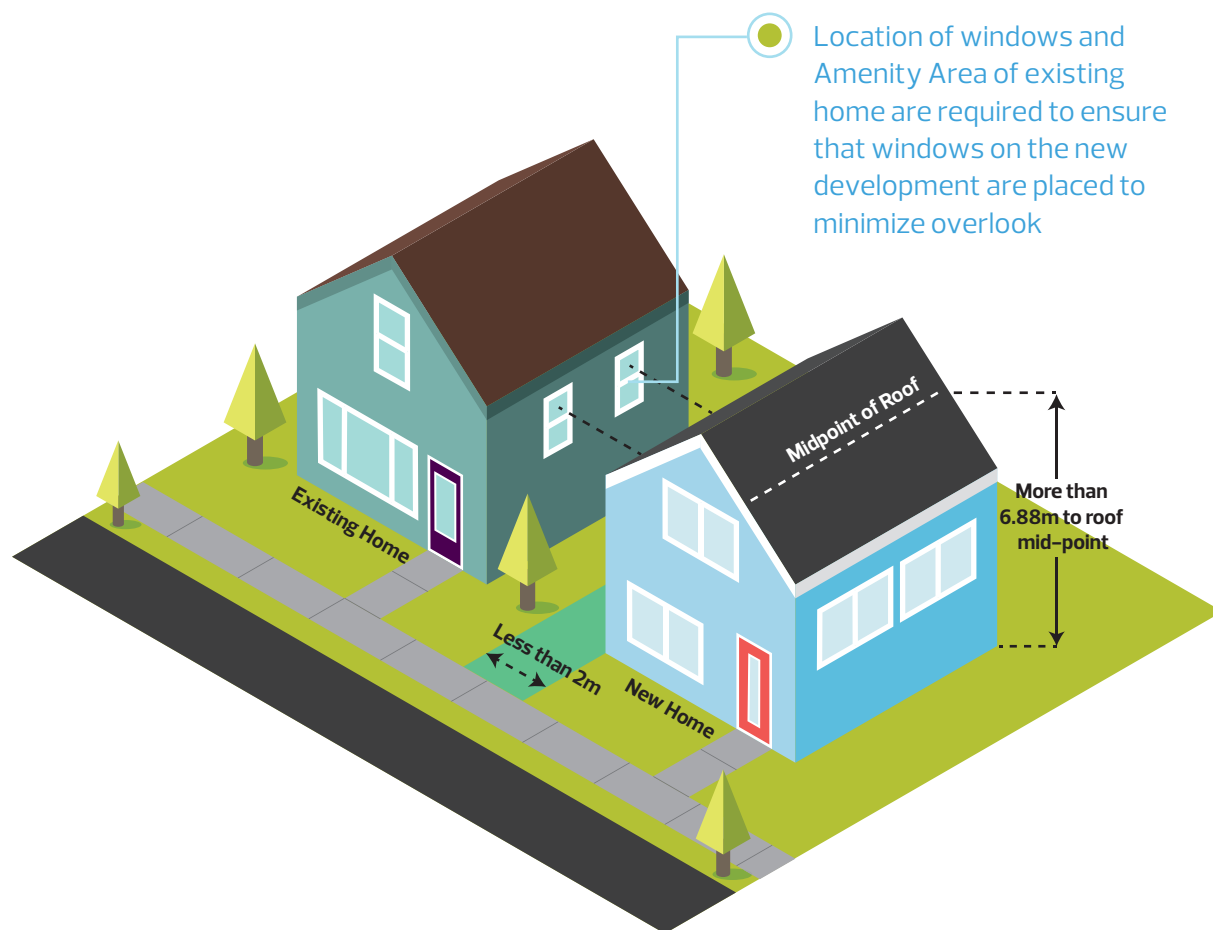 Location of windows and
Amenity Area of existing
home are required to ensure
that windows on the new
development are placed to
minimize overlook
Midpoint of Roof
More than
6.88m to roof
mid-point
Existing Home
Less than 2m
New Home